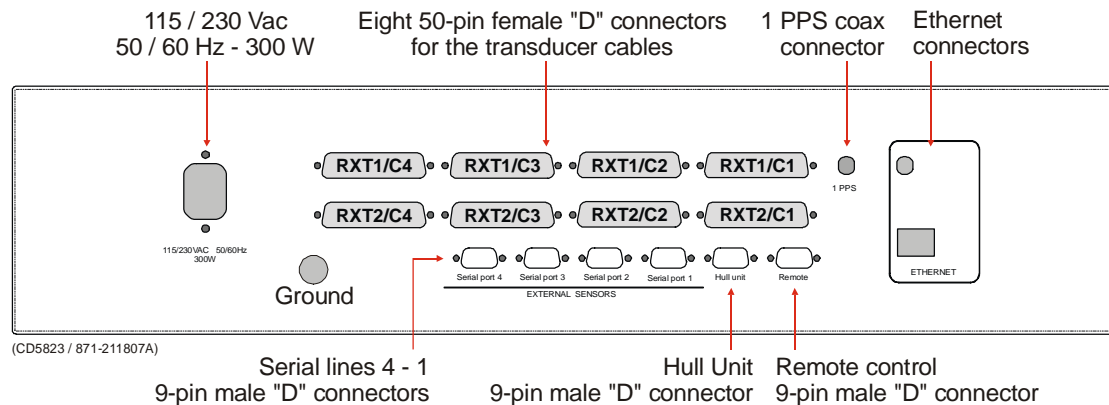 115 / 230 Vac
50 / 60 Hz - 300 W
Eight 50-pin female "D" connectors
for the transducer cables
1 PPS coax
connector
Ethernet
connectors
RXT1/C4 RXT1/C3 RXT1/C2 RXT1/C1
1 PPS
RXT2/C4 RXT2/C3 RXT2/C2 RXT2/C1
115/230VAC 50/60Hz
300W
Serial port 4 Serial port 3 Serial port 2 Serial port 1 Hull unit Remote
ETHERNET
EXTERNAL SENSORS
Ground
(CD5823 / 871-211807A)
Serial lines 4 - 1
9-pin male "D" connectors
Hull Unit
9-pin male "D" connector
Remote control
9-pin male "D" connector